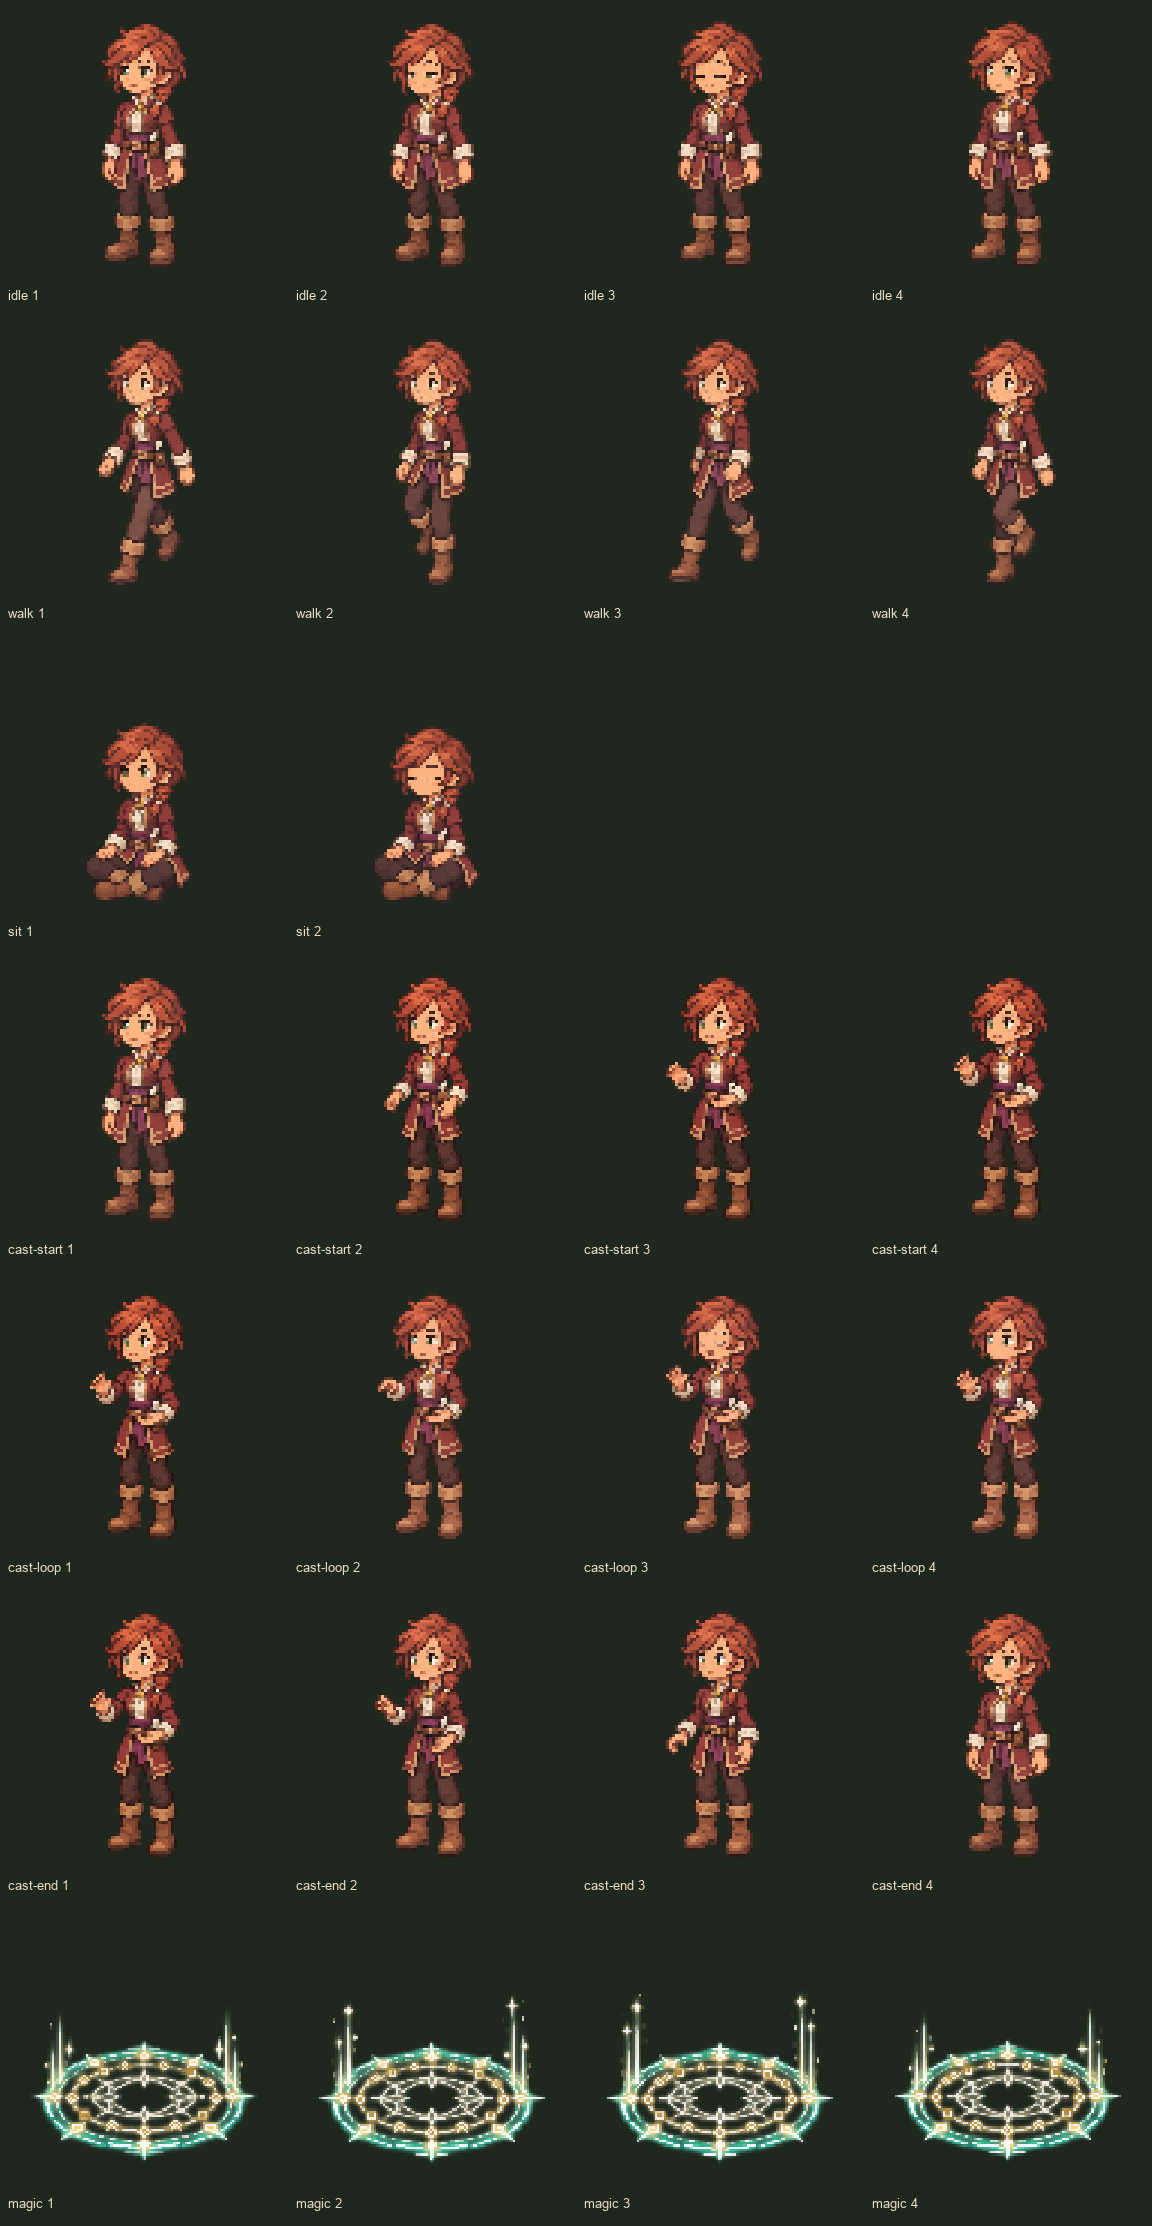 idle 1
idle 2
idle 3
idle 4
walk 1
walk 2
walk 3
walk 4
sit 1
sit 2
cast-start 1
cast-start 2
cast-start 3
cast-start 4
cast-loop 1
cast-loop 2
cast-loop 3
cast-loop 4
cast-end 1
cast-end 2
cast-end 3
cast-end 4
magic 1
magic 2
magic 3
magic 4